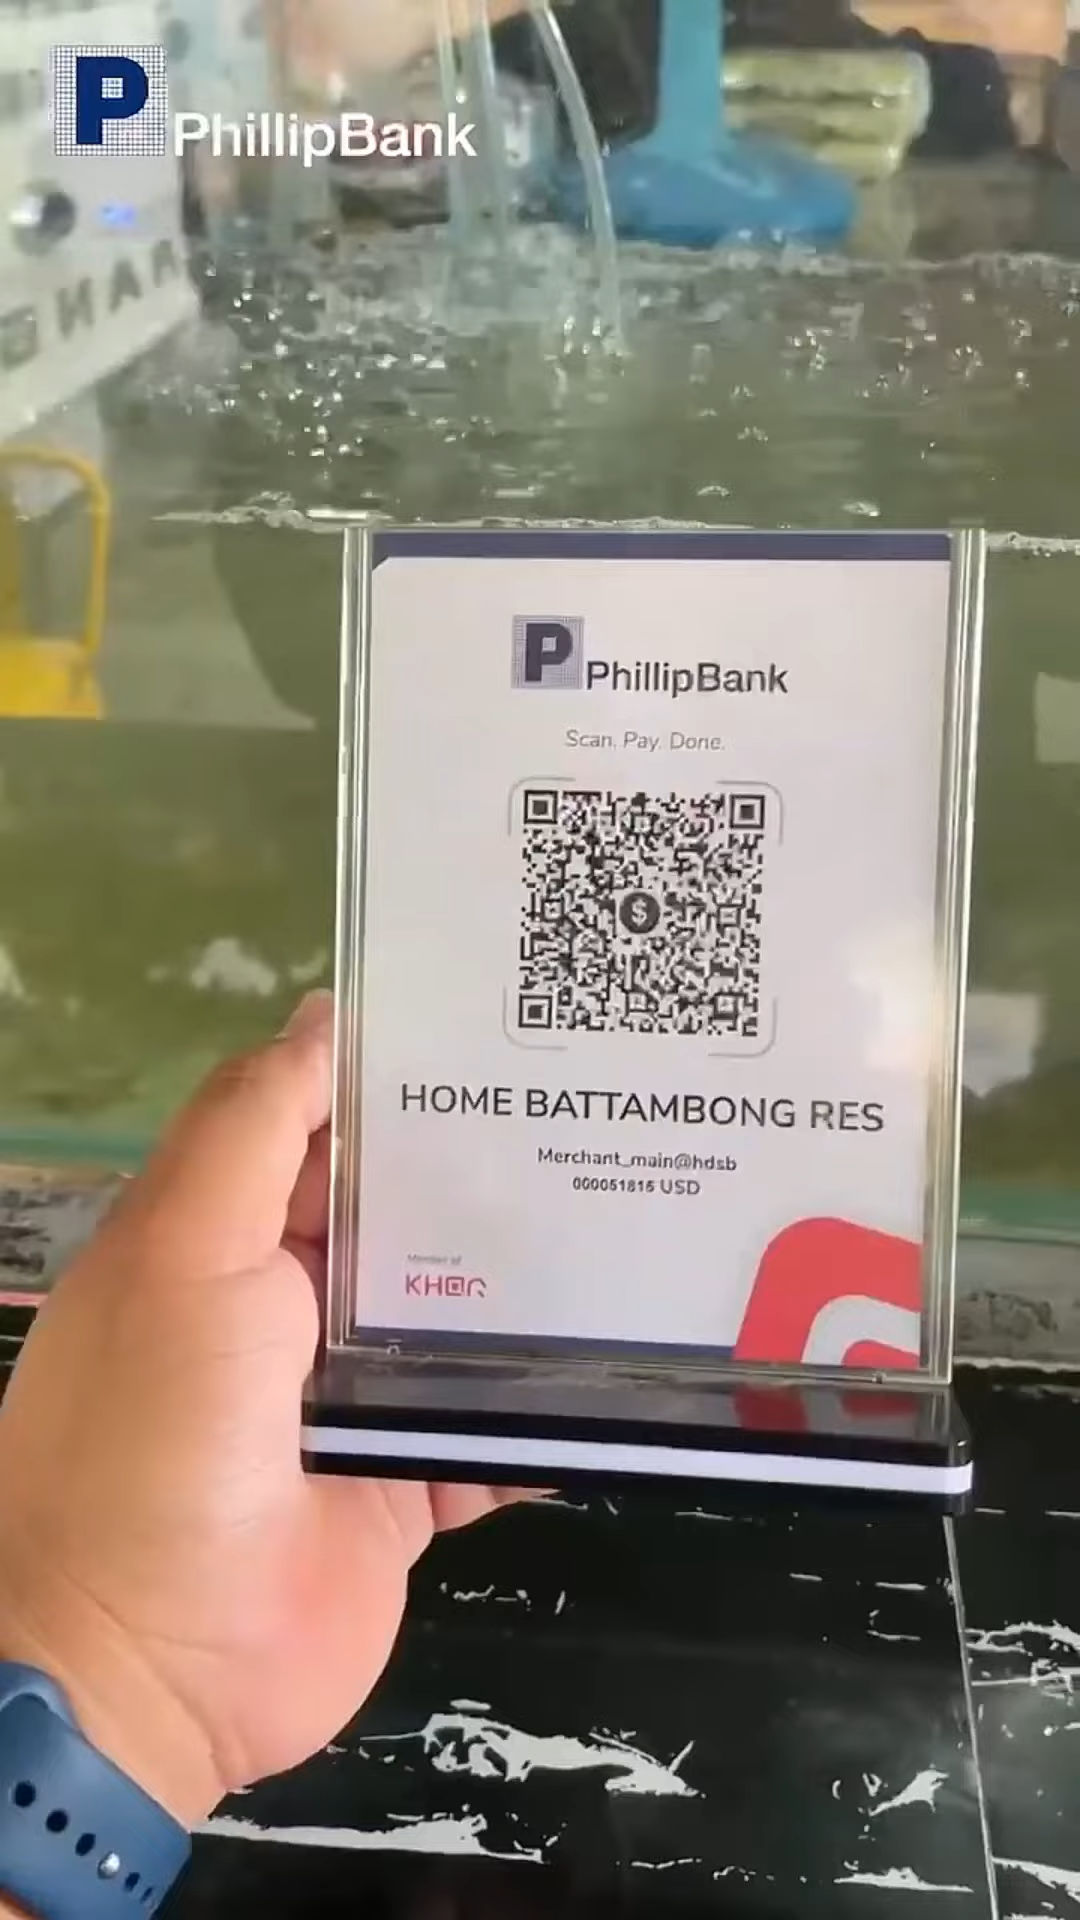 PhillipBank
PhillipBank
Scan. Pay. Done.
HOME BATTAMBONG RES
Merchant_main@hdsb
000051815 USD
Member of
KHQR